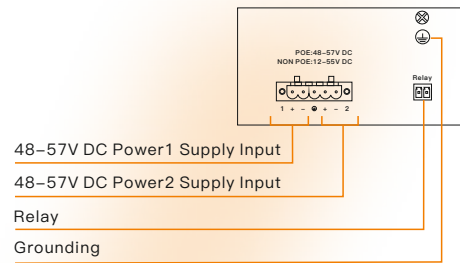 POE:48–57V DC
NON POE:12–55V DC
Relay
1 + – + – 2
48–57V DC Power1 Supply Input
48–57V DC Power2 Supply Input
Relay
Grounding